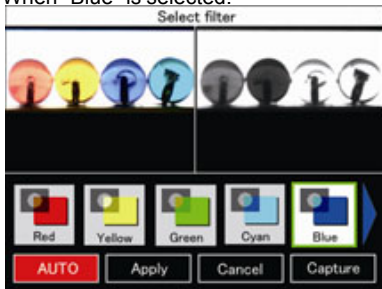 When "Blue" is selected.
Select filter
Red Yellow Green Cyan Blue
AUTO Apply Cancel Capture